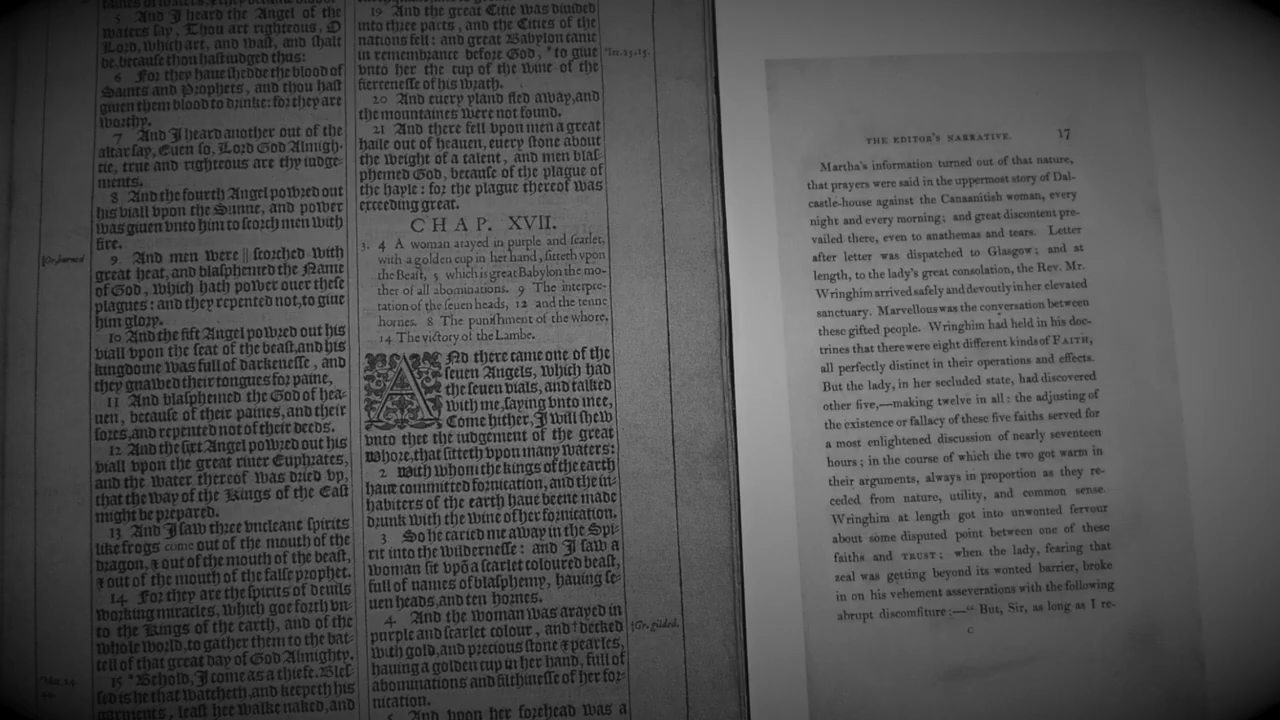 5 And I heard the Angel of the
waters say, Thou art righteous, O
Lord, which art, and wast, and shalt
be, because thou hast iudged thus:
6 For they haue shedde the blood of
Saints and Prophets, and thou hast
giuen them blood to drinke: for they are
worthy.
7 And I heard another out of the
altar say, Euen so, Lord God Almigh-
tie, true and righteous are thy iudge-
ments.
8 And the fourth Angel powred out
his viall vpon the Sunne, and power
was giuen vnto him to scorch men with
fire.
9 And men were || scorched with
great heat, and blasphemed the Name
of God, which hath power ouer these
plagues: and they repented not, to giue
him glory.
10 And the fift Angel powred out his
viall vpon the seat of the beast, and his
kingdome was full of darkenesse, and
they gnawed their tongues for paine,
11 And blasphemed the God of hea-
uen, because of their paines, and their
sores, and repented not of their deeds.
12 And the sixt Angel powred out his
viall vpon the great riuer Euphrates,
and the water thereof was dried vp,
that the way of the Kings of the East
might be prepared.
13 And I saw three vncleane spirits
like frogs come out of the mouth of the
dragon, & out of the mouth of the beast,
& out of the mouth of the false prophet.
14 For they are the spirits of deuils
working miracles, which goe forth vn-
to the Kings of the earth, and of the
whole world, to gather them to the bat-
tell of that great day of God Almighty.
15 *Behold, I come as a thiefe. Bles-
sed is he that watcheth, and keepeth his
garments, least hee walke naked, and
||Or, burned
*Mat. 24
44.
19 And the great Citie was diuided
into three parts, and the Cities of the
nations fell: and great Babylon came
in remembrance before God, *to giue
vnto her the cup of the wine of the
fiercenesse of his wrath.
20 And euery yland fled away, and
the mountaines were not found.
21 And there fell vpon men a great
haile out of heauen, euery stone about
the weight of a talent, and men blas-
phemed God, because of the plague of
the hayle: for the plague thereof was
exceeding great.
CHAP. XVII.
3. 4 A woman arayed in purple and scarlet,
with a golden cup in her hand, sitteth vpon
the Beast, 5 which is great Babylon the mo-
ther of all abominations. 9 The interpre-
tation of the seuen heads, 12 and the tenne
hornes. 8 The punishment of the whore,
14 The victory of the Lambe.
ANd there came one of the
seuen Angels, which had
the seuen vials, and talked
with me, saying vnto mee,
Come hither, I will shew
vnto thee the iudgement of the great
whore, that sitteth vpon many waters:
2 With whom the kings of the earth
haue committed fornication, and the in-
habiters of the earth haue beene made
drunk with the wine of her fornication.
3 So he caried me away in the Spi-
rit into the wildernesse: and I saw a
woman sit vpõ a scarlet coloured beast,
full of names of blasphemy, hauing se-
uen heads, and ten hornes.
4 And the woman was arayed in
purple and scarlet colour, and †decked
with gold, and precious stone & pearles,
hauing a golden cup in her hand, full of
abominations and filthinesse of her for-
nication.
5 And vpon her forehead was a
*Ier. 25. 15.
†Gr. gilded.
THE EDITOR'S NARRATIVE. 17
Martha's information turned out of that nature,
that prayers were said in the uppermost story of Dal-
castle-house against the Canaanitish woman, every
night and every morning; and great discontent pre-
vailed there, even to anathemas and tears. Letter
after letter was dispatched to Glasgow; and at
length, to the lady's great consolation, the Rev. Mr.
Wringhim arrived safely and devoutly in her elevated
sanctuary. Marvellous was the conversation between
these gifted people. Wringhim had held in his doc-
trines that there were eight different kinds of FAITH,
all perfectly distinct in their operations and effects.
But the lady, in her secluded state, had discovered
other five,—making twelve in all: the adjusting of
the existence or fallacy of these five faiths served for
a most enlightened discussion of nearly seventeen
hours; in the course of which the two got warm in
their arguments, always in proportion as they re-
ceded from nature, utility, and common sense.
Wringhim at length got into unwonted fervour
about some disputed point between one of these
faiths and TRUST; when the lady, fearing that
zeal was getting beyond its wonted barrier, broke
in on his vehement asseverations with the following
abrupt discomfiture:—“But, Sir, as long as I re-
C